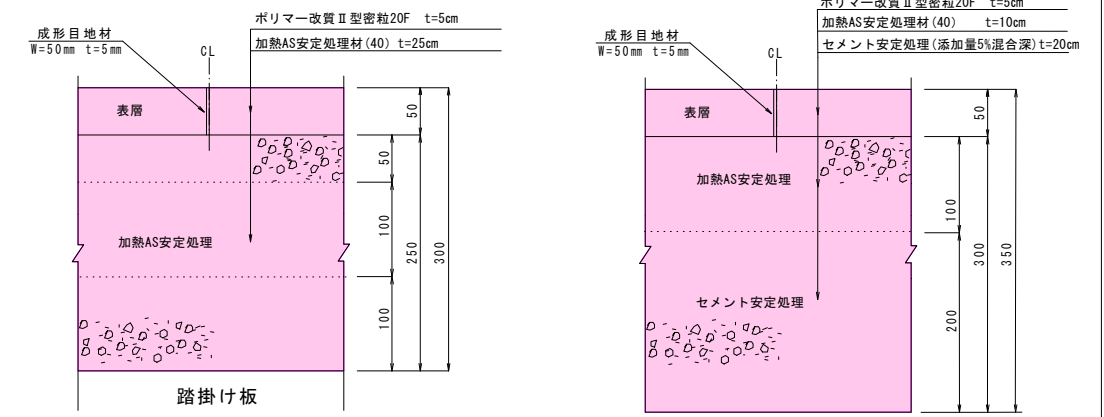 ポリマー改質Ⅱ型密粒20F t=5cm
加熱AS安定処理材(40) t=25cm
成形目地材
W=50mm t=5mm
CL
表層
加熱AS安定処理
50
50
100
100
250
300
踏掛け板
ポリマー改質Ⅱ型密粒20F t=5cm
加熱AS安定処理材(40) t=10cm
セメント安定処理(添加量5%混合深)t=20cm
成形目地材
W=50mm t=5mm
CL
表層
加熱AS安定処理
セメント安定処理
50
100
200
300
350